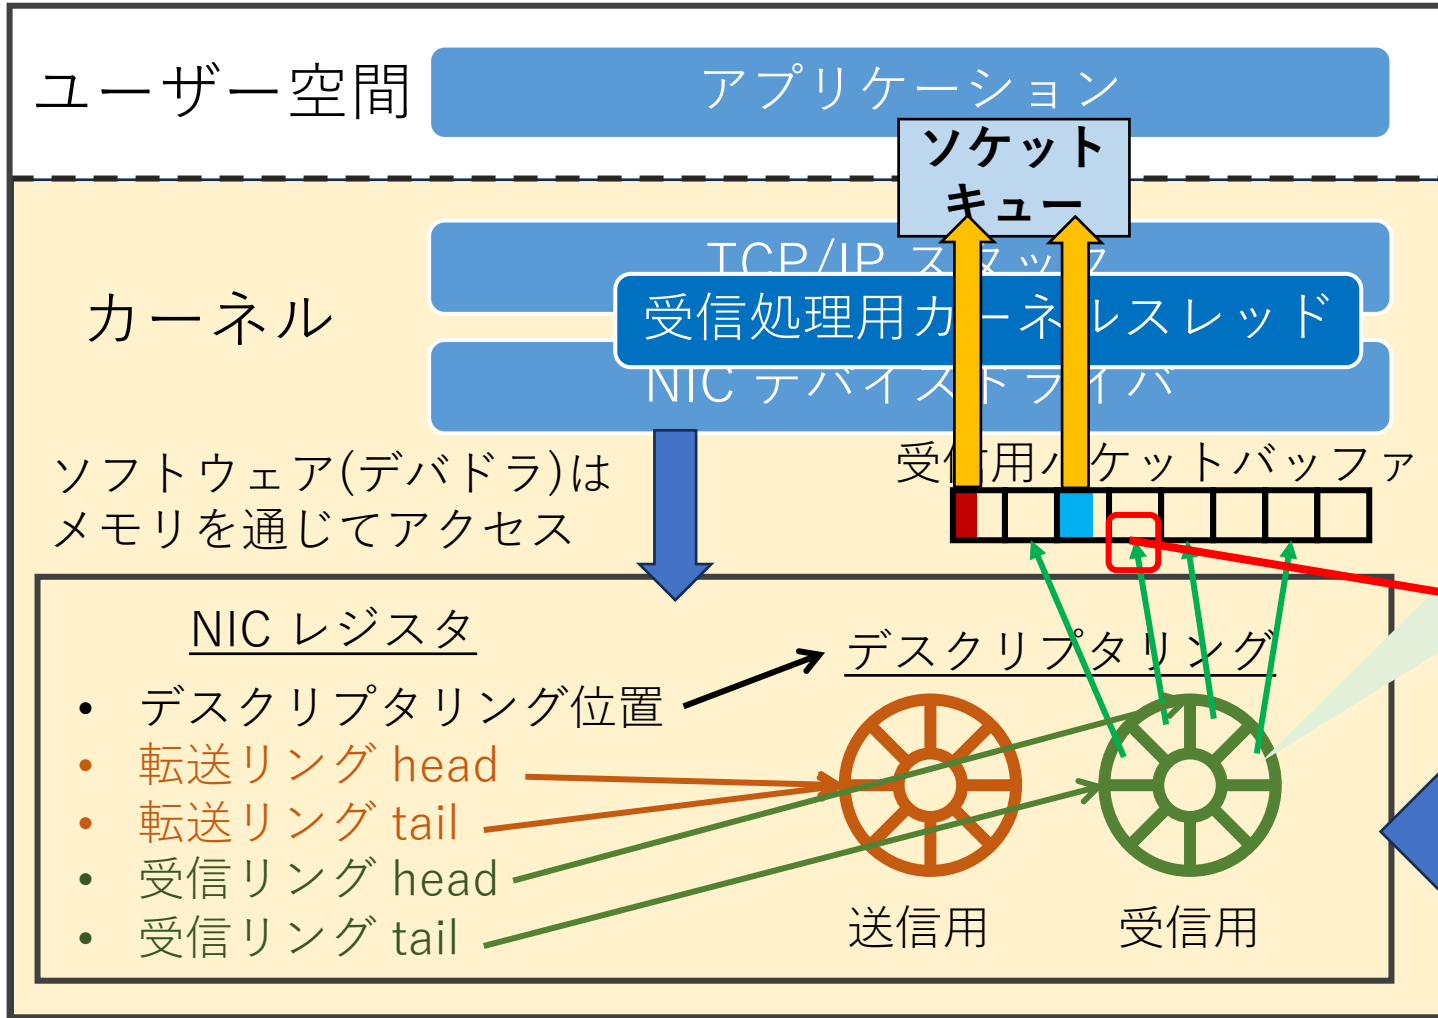 ユーザー空間
アプリケーション
ソケット
キュー
カーネル
TCP/IP スタック
受信処理用カーネルスレッド
NIC デバイスドライバ
ソフトウェア(デバドラ)は
メモリを通じてアクセス
受信用パケットバッファ
NIC レジスタ
• デスクリプタリング位置
• 転送リング head
• 転送リング tail
• 受信リング head
• 受信リング tail
デスクリプタリング
送信用
受信用